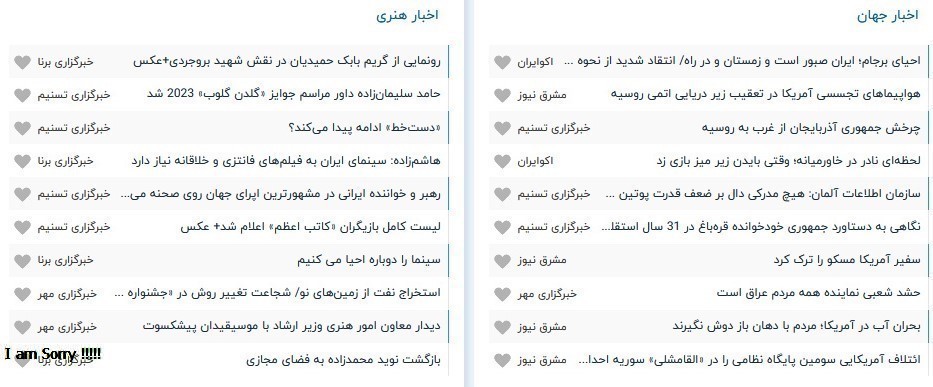 اخبار جهان
احیای برجام؛ ایران صبور است و زمستان و در راه/ انتقاد شدید از نحوه ... اکوایران
هواپیماهای تجسسی آمریکا در تعقیب زیر دریایی اتمی روسیه مشرق نیوز
چرخش جمهوری آذربایجان از غرب به روسیه خبرگزاری تسنیم
لحظه‌ای نادر در خاورمیانه؛ وقتی بایدن زیر میز بازی زد اکوایران
سازمان اطلاعات آلمان: هیچ مدرکی دال بر ضعف قدرت پوتین ... خبرگزاری تسنیم
نگاهی به دستاورد جمهوری خودخوانده قره‌باغ در 31 سال استقلا... خبرگزاری تسنیم
سفیر آمریکا مسکو را ترک کرد مشرق نیوز
حشد شعبی نماینده همه مردم عراق است خبرگزاری مهر
بحران آب در آمریکا؛ مردم با دهان باز دوش نگیرند مشرق نیوز
ائتلاف آمریکایی سومین پایگاه نظامی را در «القامشلی» سوریه احدا... مشرق نیوز
اخبار هنری
رونمایی از گریم بابک حمیدیان در نقش شهید بروجردی+عکس خبرگزاری برنا
حامد سلیمان‌زاده داور مراسم جوایز «گلدن گلوب» 2023 شد خبرگزاری تسنیم
«دست‌خط» ادامه پیدا می‌کند؟ خبرگزاری تسنیم
هاشم‌زاده: سینمای ایران به فیلم‌های فانتزی و خلاقانه نیاز دارد خبرگزاری برنا
رهبر و خواننده ایرانی در مشهورترین اپرای جهان روی صحنه می... خبرگزاری تسنیم
لیست کامل بازیگران «کاتب اعظم» اعلام شد+ عکس خبرگزاری تسنیم
سینما را دوباره احیا می کنیم خبرگزاری برنا
استخراج نفت از زمین‌های نو/ شجاعت تغییر روش در «جشنواره ... خبرگزاری مهر
دیدار معاون امور هنری وزیر ارشاد با موسیقیدان پیشکسوت خبرگزاری مهر
بازگشت نوید محمدزاده به فضای مجازی خبرگزاری برنا
I am Sorry !!!!!